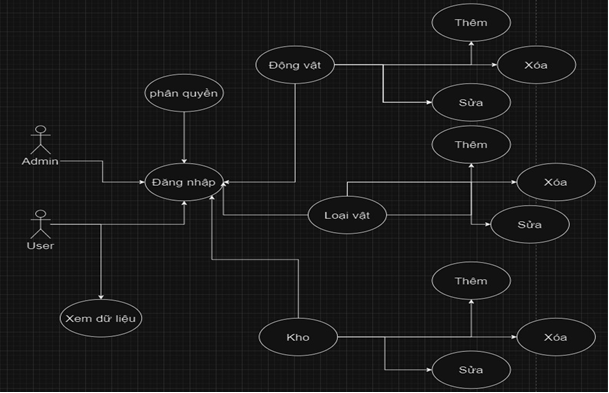 Thêm
Động vật
Xóa
phân quyền
Sửa
Thêm
Admin
Đăng nhập
Xóa
Loại vật
Sửa
User
Thêm
Xem dữ liệu
Kho
Xóa
Sửa